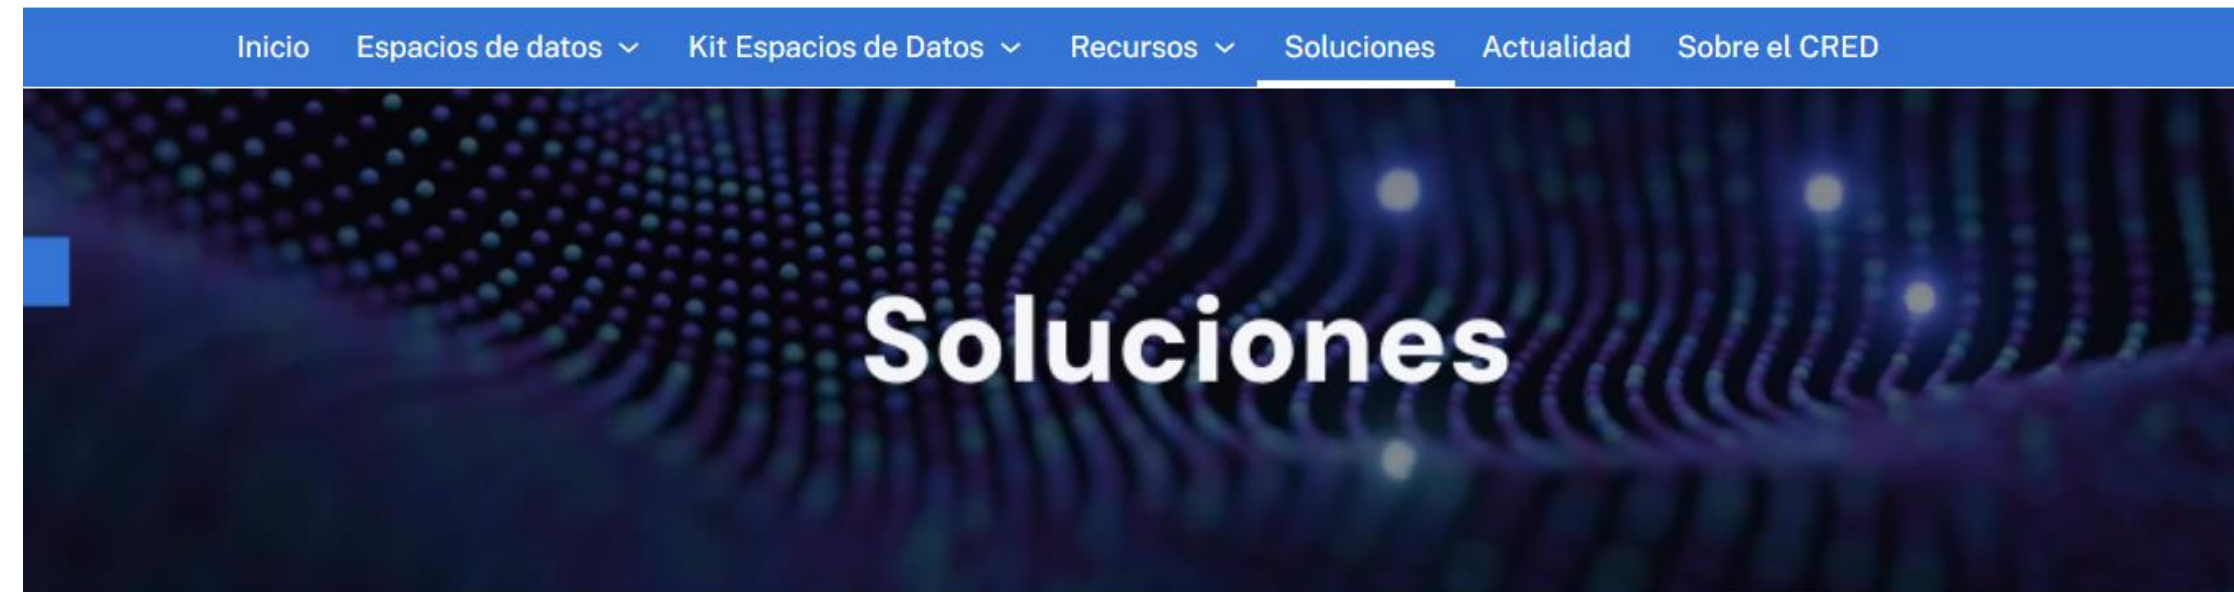 Inicio Espacios de datos Kit Espacios de Datos Recursos Soluciones Actualidad Sobre el CRED
Soluciones